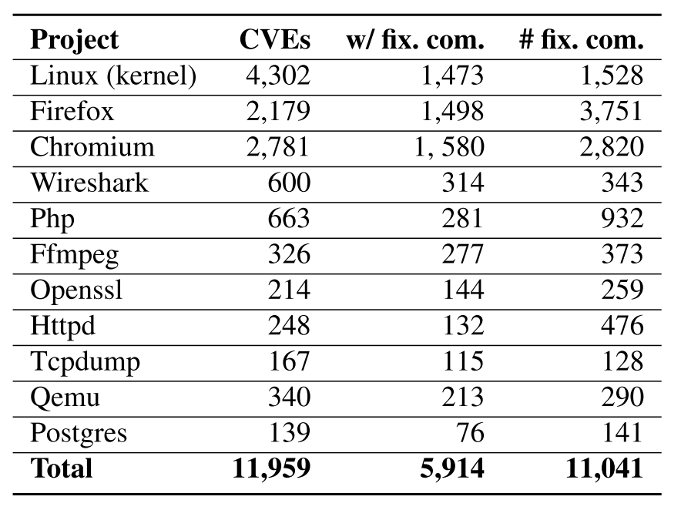 Project CVEs w/ fix. com. # fix. com.
Linux (kernel) 4,302 1,473 1,528
Firefox 2,179 1,498 3,751
Chromium 2,781 1, 580 2,820
Wireshark 600 314 343
Php 663 281 932
Ffmpeg 326 277 373
Openssl 214 144 259
Httpd 248 132 476
Tcpdump 167 115 128
Qemu 340 213 290
Postgres 139 76 141
Total 11,959 5,914 11,041